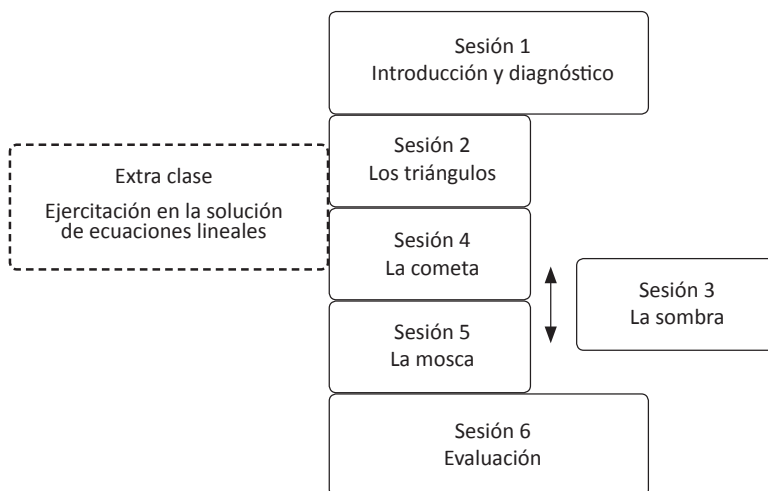 Sesión 1
Introducción y diagnóstico
Sesión 2
Los triángulos
Extra clase
Ejercitación en la solución
de ecuaciones lineales
Sesión 4
La cometa
Sesión 3
La sombra
Sesión 5
La mosca
Sesión 6
Evaluación